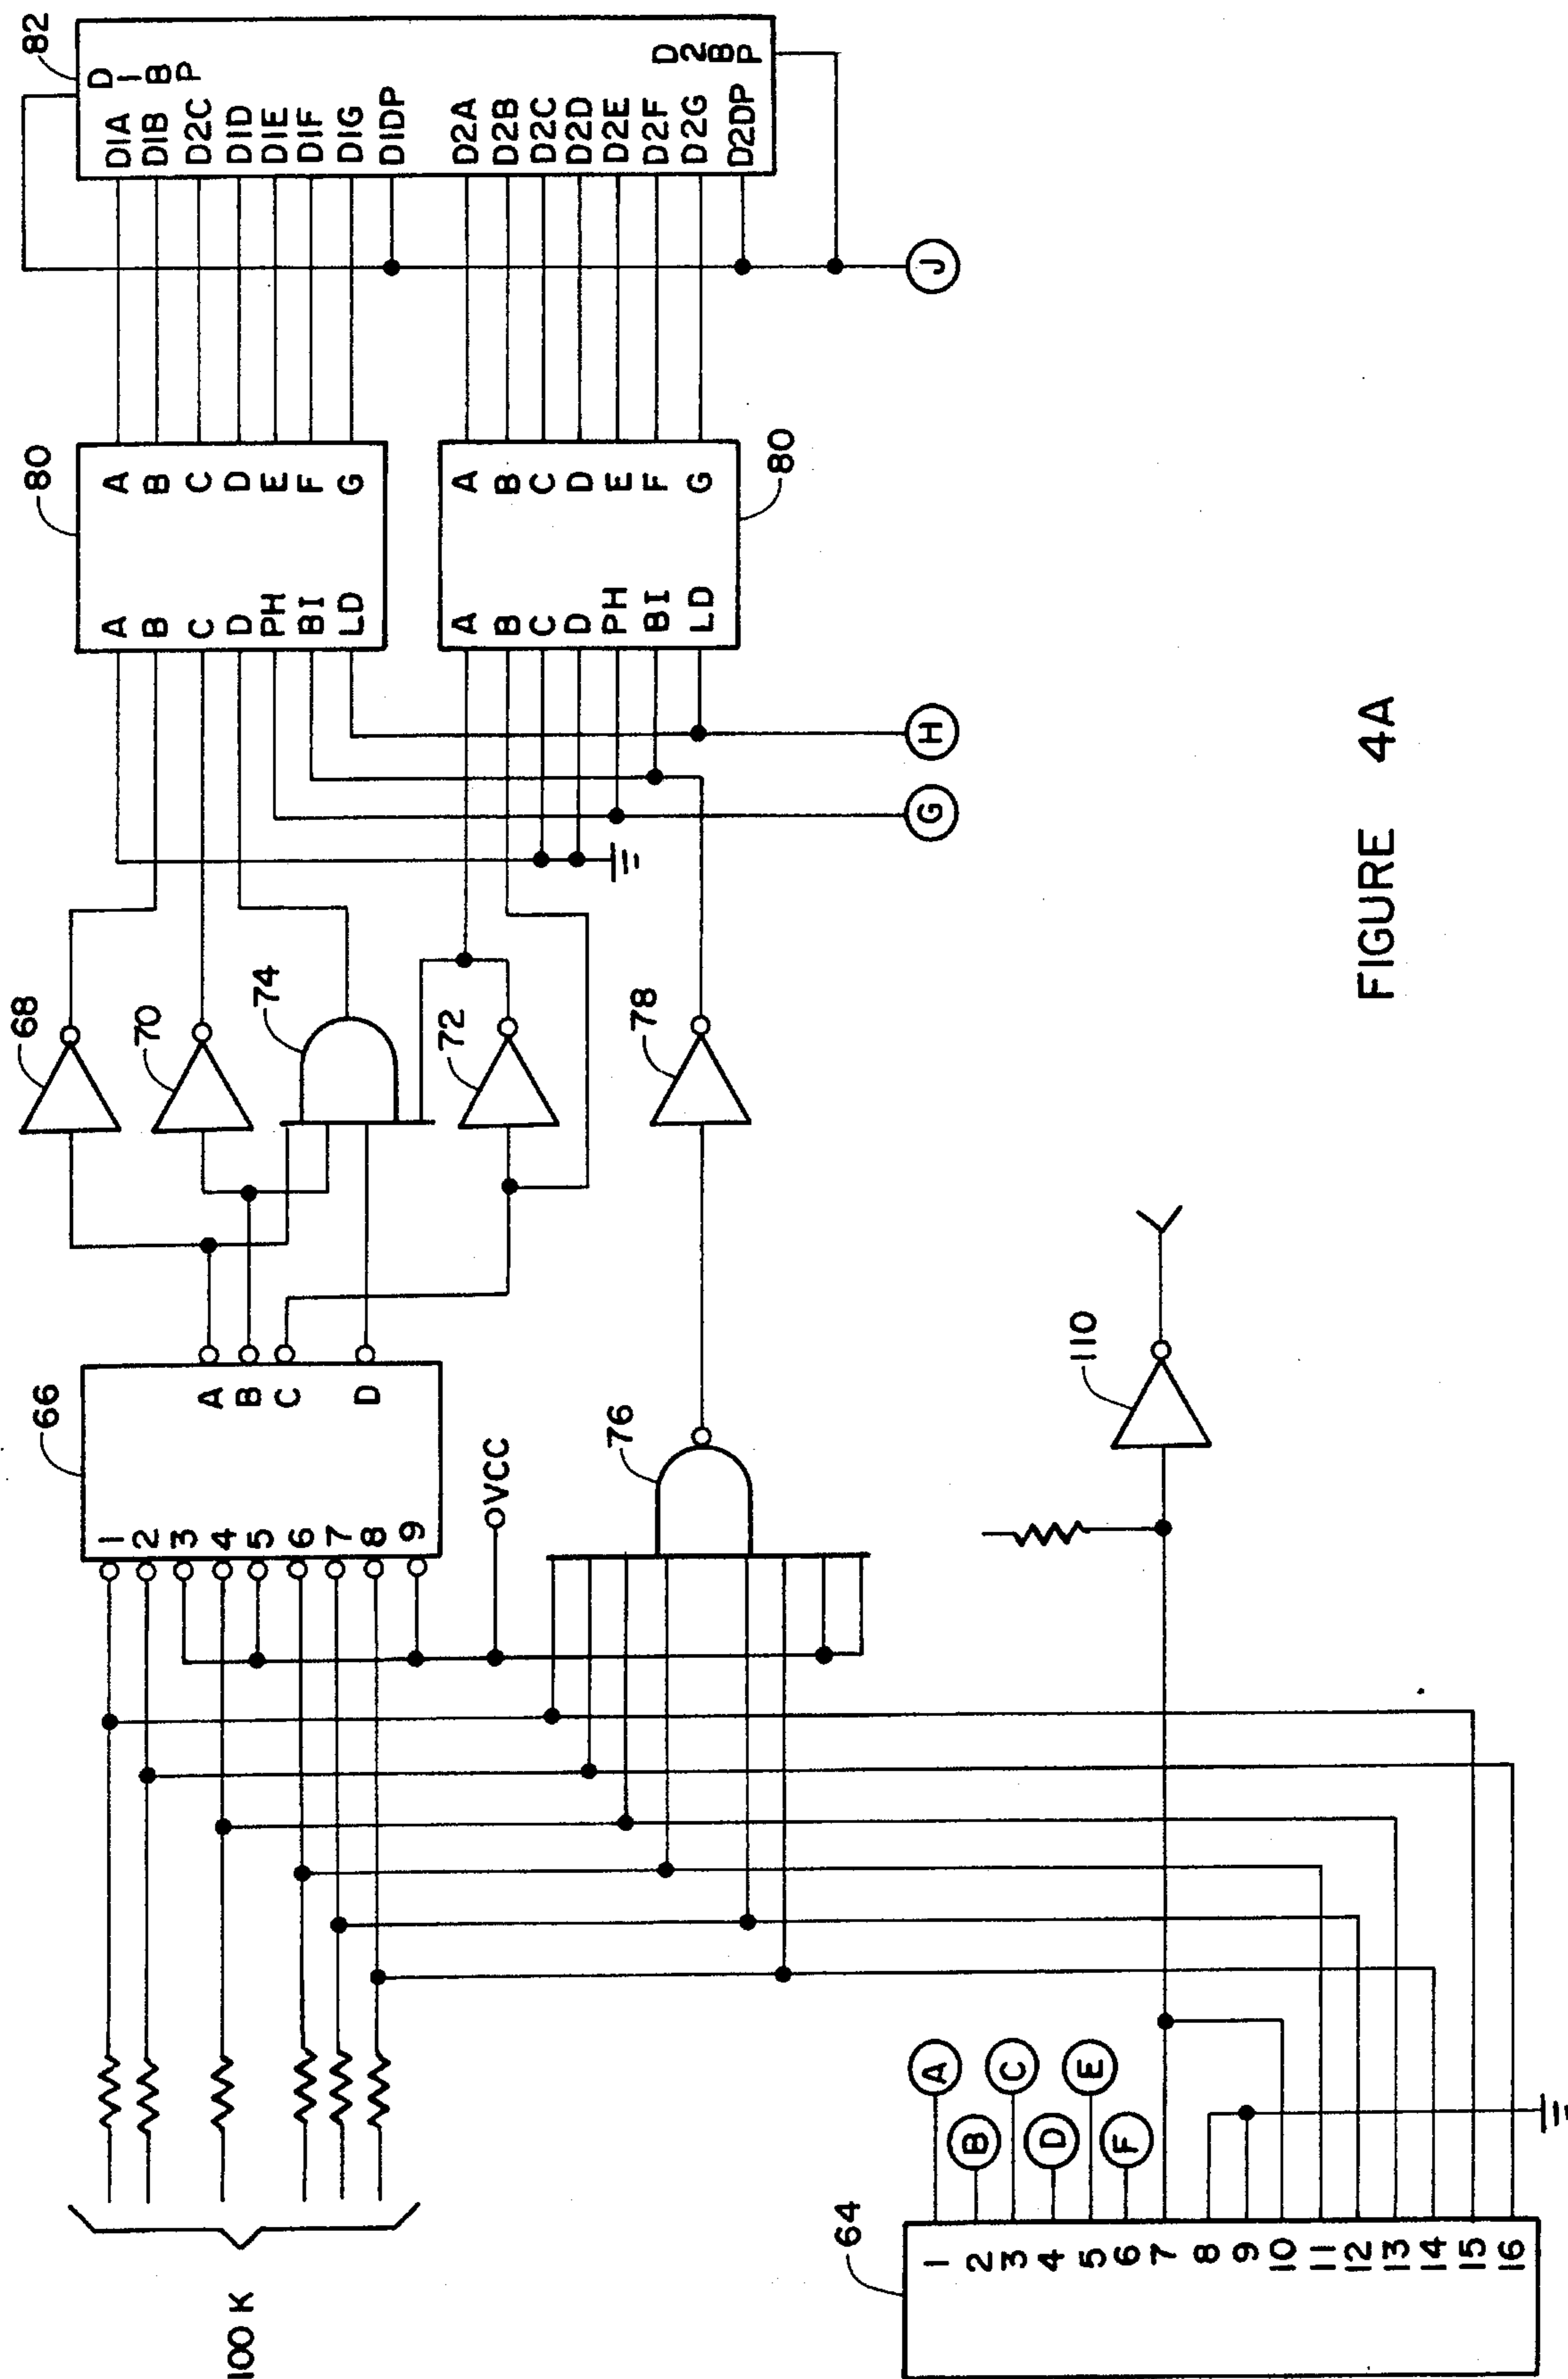 82
D1BP
D1A
D1B
D2C
D1D
D1E
D1F
D1G
D1DP
D2A
D2B
D2C
D2D
D2E
D2F
D2G
D2DP
D2BP
J
80
A
B
C
D
E
F
G
A
B
C
D
PH
BI
LD
80
A
B
C
D
E
F
G
A
B
C
D
PH
BI
LD
H
G
68
70
74
72
78
66
A
B
C
D
1
2
3
4
5
6
7
8
9
VCC
76
110
100 K
64
A
B
C
D
E
F
1
2
3
4
5
6
7
8
9
10
11
12
13
14
15
16
FIGURE 4A